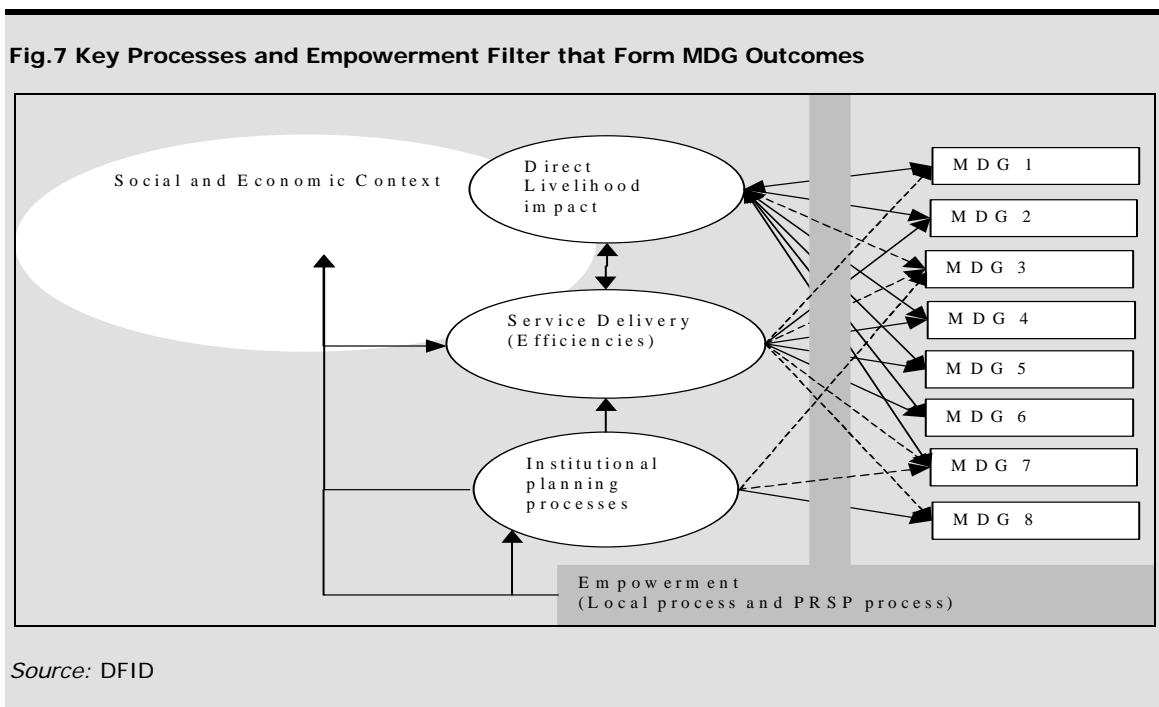 Fig.7 Key Processes and Empowerment Filter that Form MDG Outcomes
Social and Economic Context
Direct
Livelihood
impact
Service Delivery
(Efficiencies)
Institutional
planning
processes
MDG 1
MDG 2
MDG 3
MDG 4
MDG 5
MDG 6
MDG 7
MDG 8
Empowerment
(Local process and PRSP process)
Source: DFID